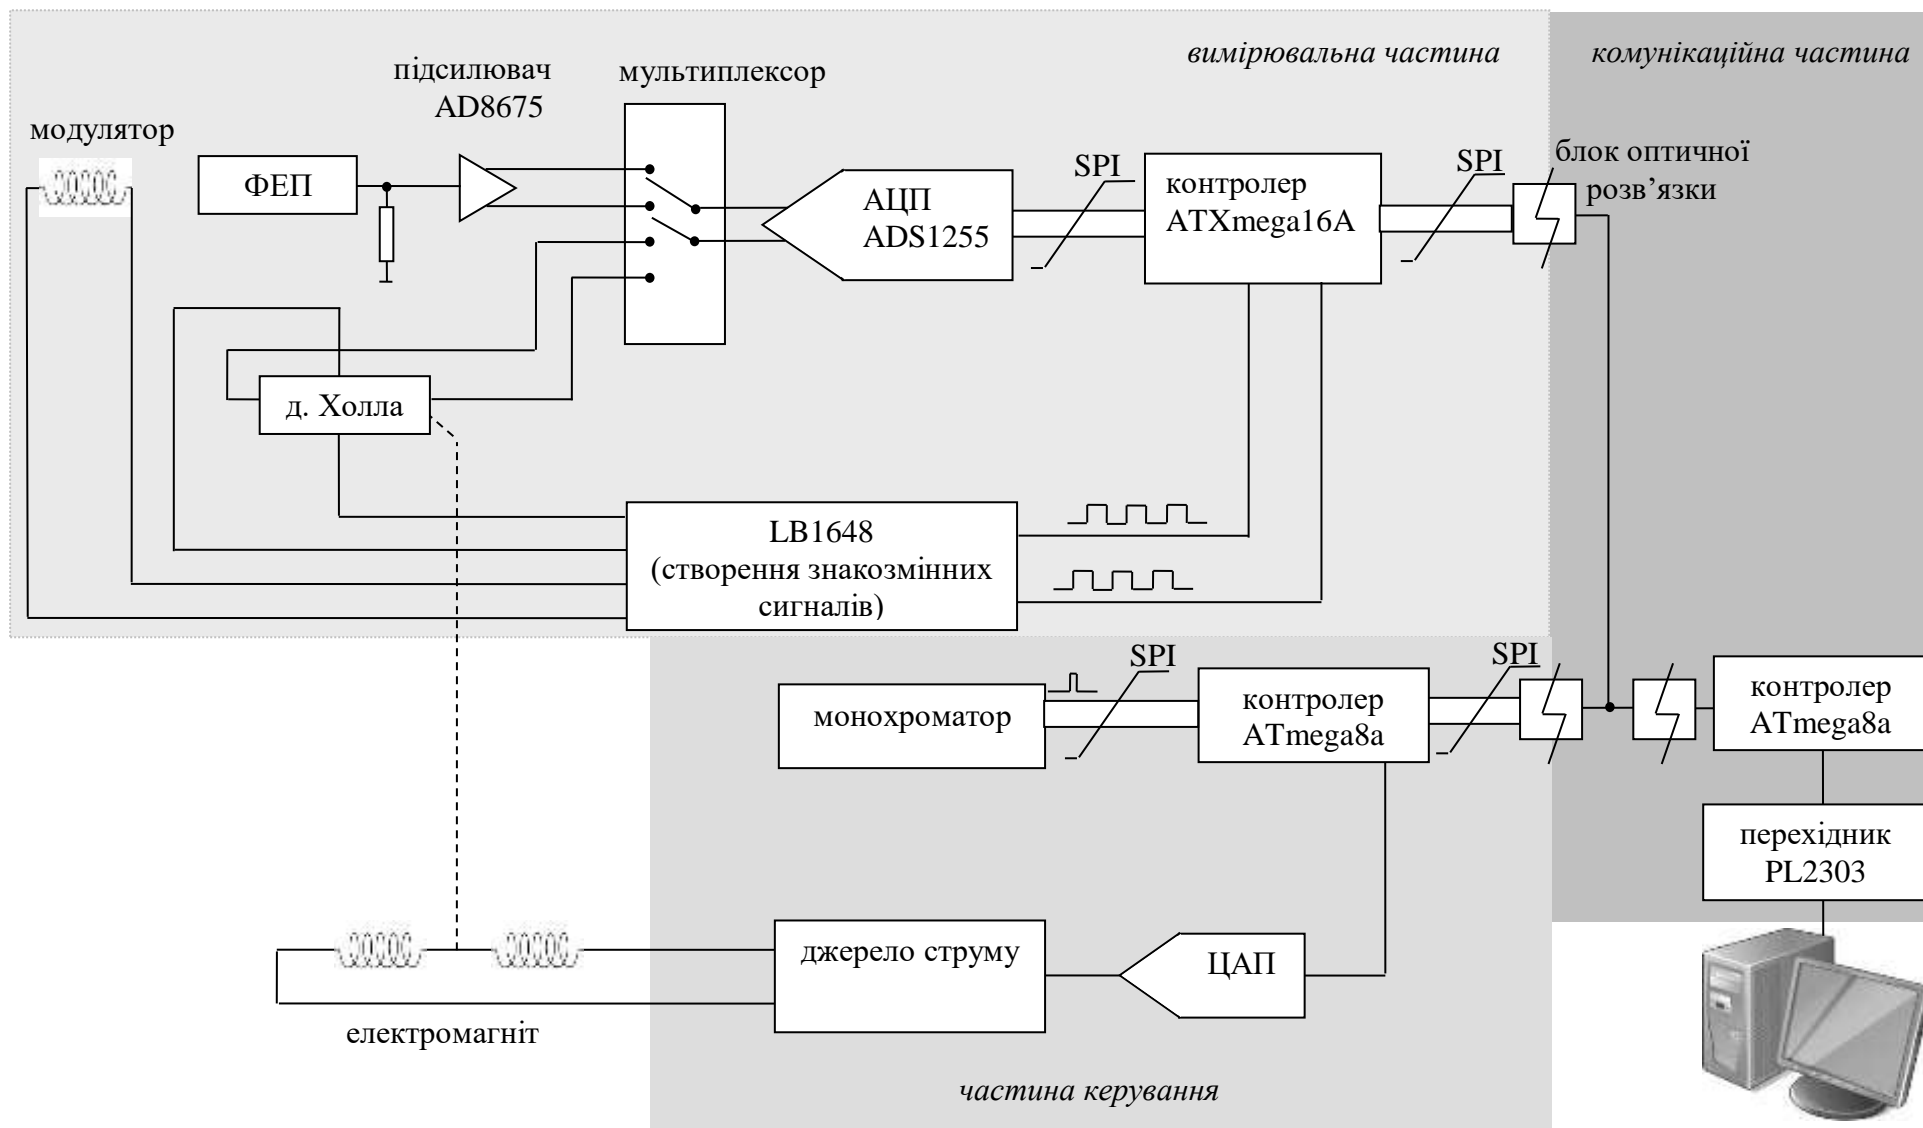 вимірювальна частина
комунікаційна частина
підсилювач
AD8675
мультиплексор
модулятор
ФЕП
АЦП
ADS1255
SPI
контролер
ATXmega16A
SPI
блок оптичної
розв’язки
д. Холла
LB1648
(створення знакозмінних
сигналів)
монохроматор
SPI
контролер
ATmega8a
SPI
контролер
ATmega8a
перехідник
PL2303
джерело струму
ЦАП
електромагніт
частина керування